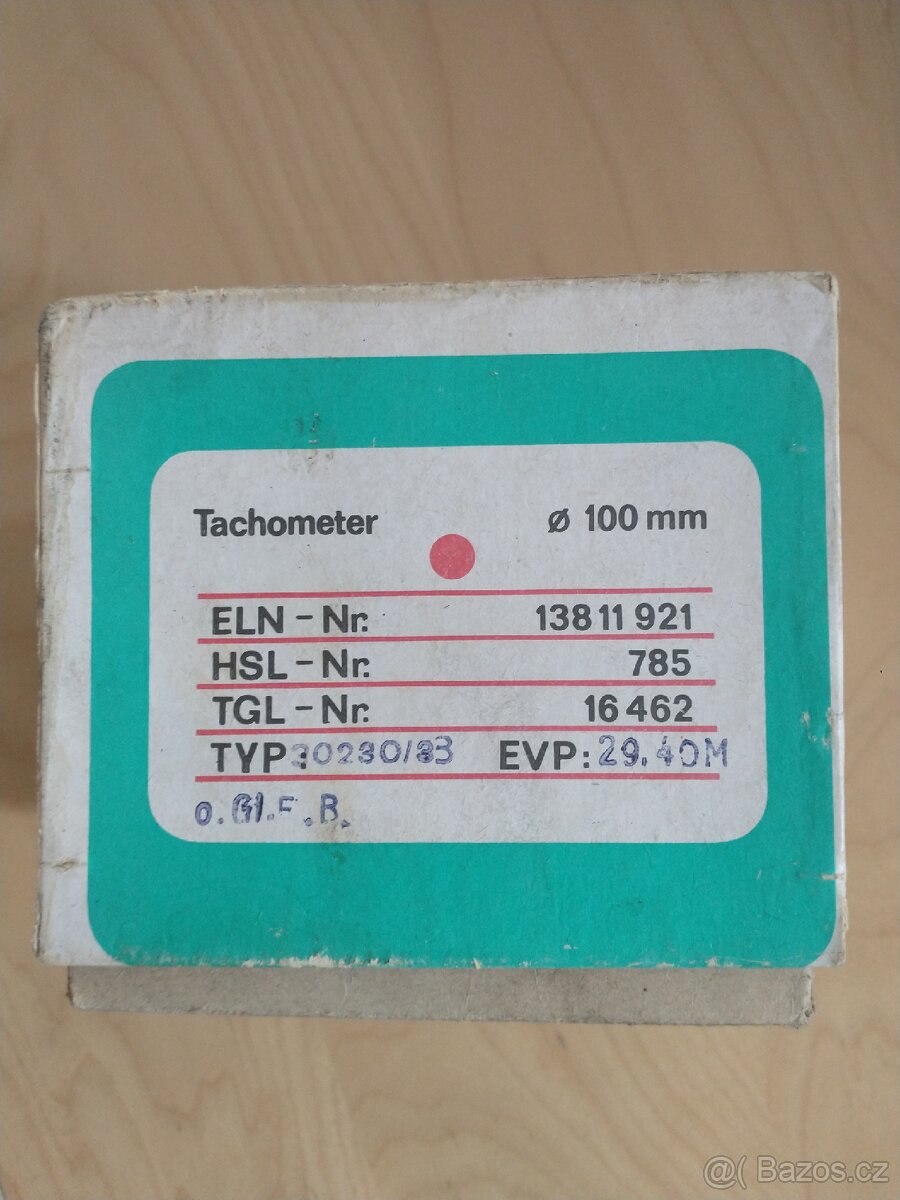 Tachometer ø 100 mm
ELN - Nr. 138 11 921
HSL - Nr. 785
TGL - Nr. 16 462
TYP 30230/83 EVP: 29.40M
o.Gl.F.B.
@( Bazos.cz